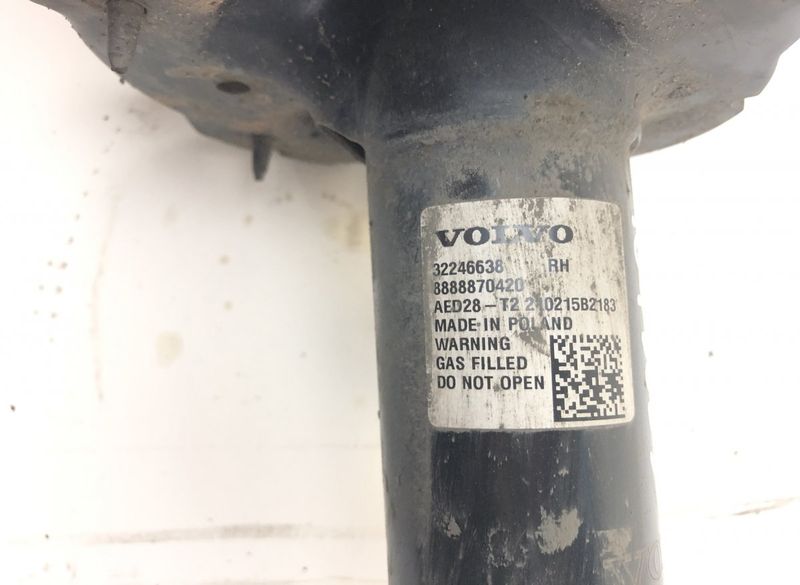 VOLVO
32246638 RH
8888870420
AED28-T2 210215B2183
MADE IN POLAND
WARNING
GAS FILLED
DO NOT OPEN